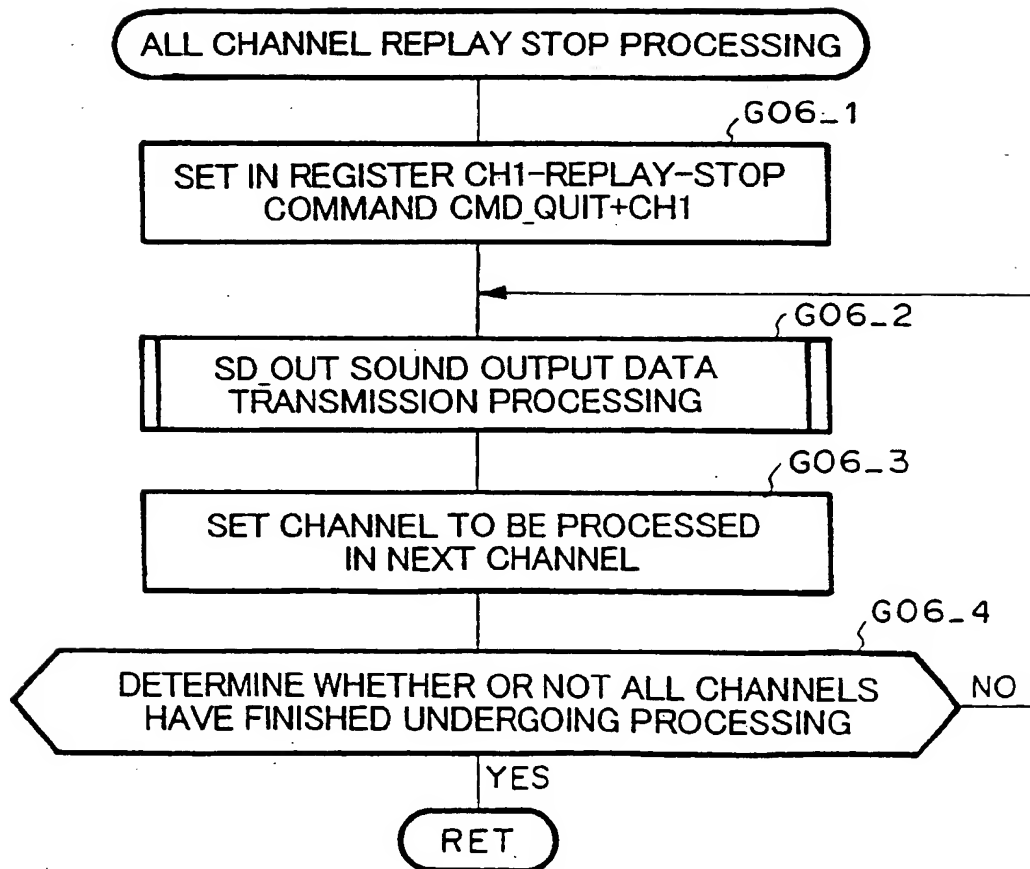 ALL CHANNEL REPLAY STOP PROCESSING
G06_1
SET IN REGISTER CH1-REPLAY-STOP
COMMAND CMD_QUIT+CH1
G06_2
SD_OUT SOUND OUTPUT DATA
TRANSMISSION PROCESSING
G06_3
SET CHANNEL TO BE PROCESSED
IN NEXT CHANNEL
G06_4
DETERMINE WHETHER OR NOT ALL CHANNELS
HAVE FINISHED UNDERGOING PROCESSING
NO
YES
RET